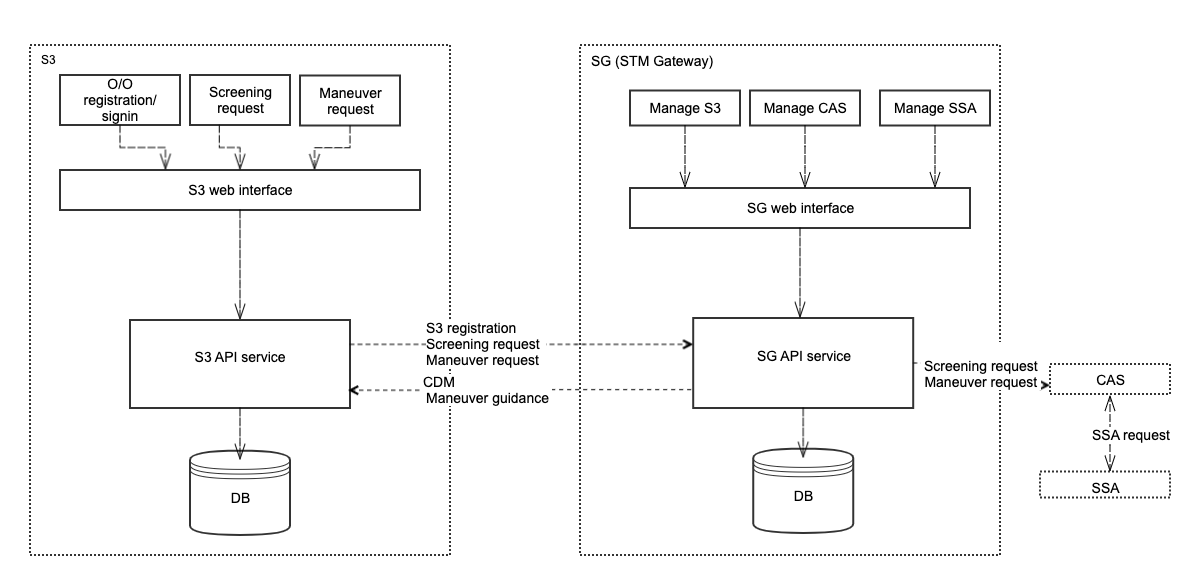 S3
O/O
registration/
signin
Screening
request
Maneuver
request
S3 web interface
S3 API service
DB
S3 registration
Screening request
Maneuver request
CDM
Maneuver guidance
SG (STM Gateway)
Manage S3
Manage CAS
Manage SSA
SG web interface
SG API service
DB
Screening request
Maneuver request
CAS
SSA request
SSA